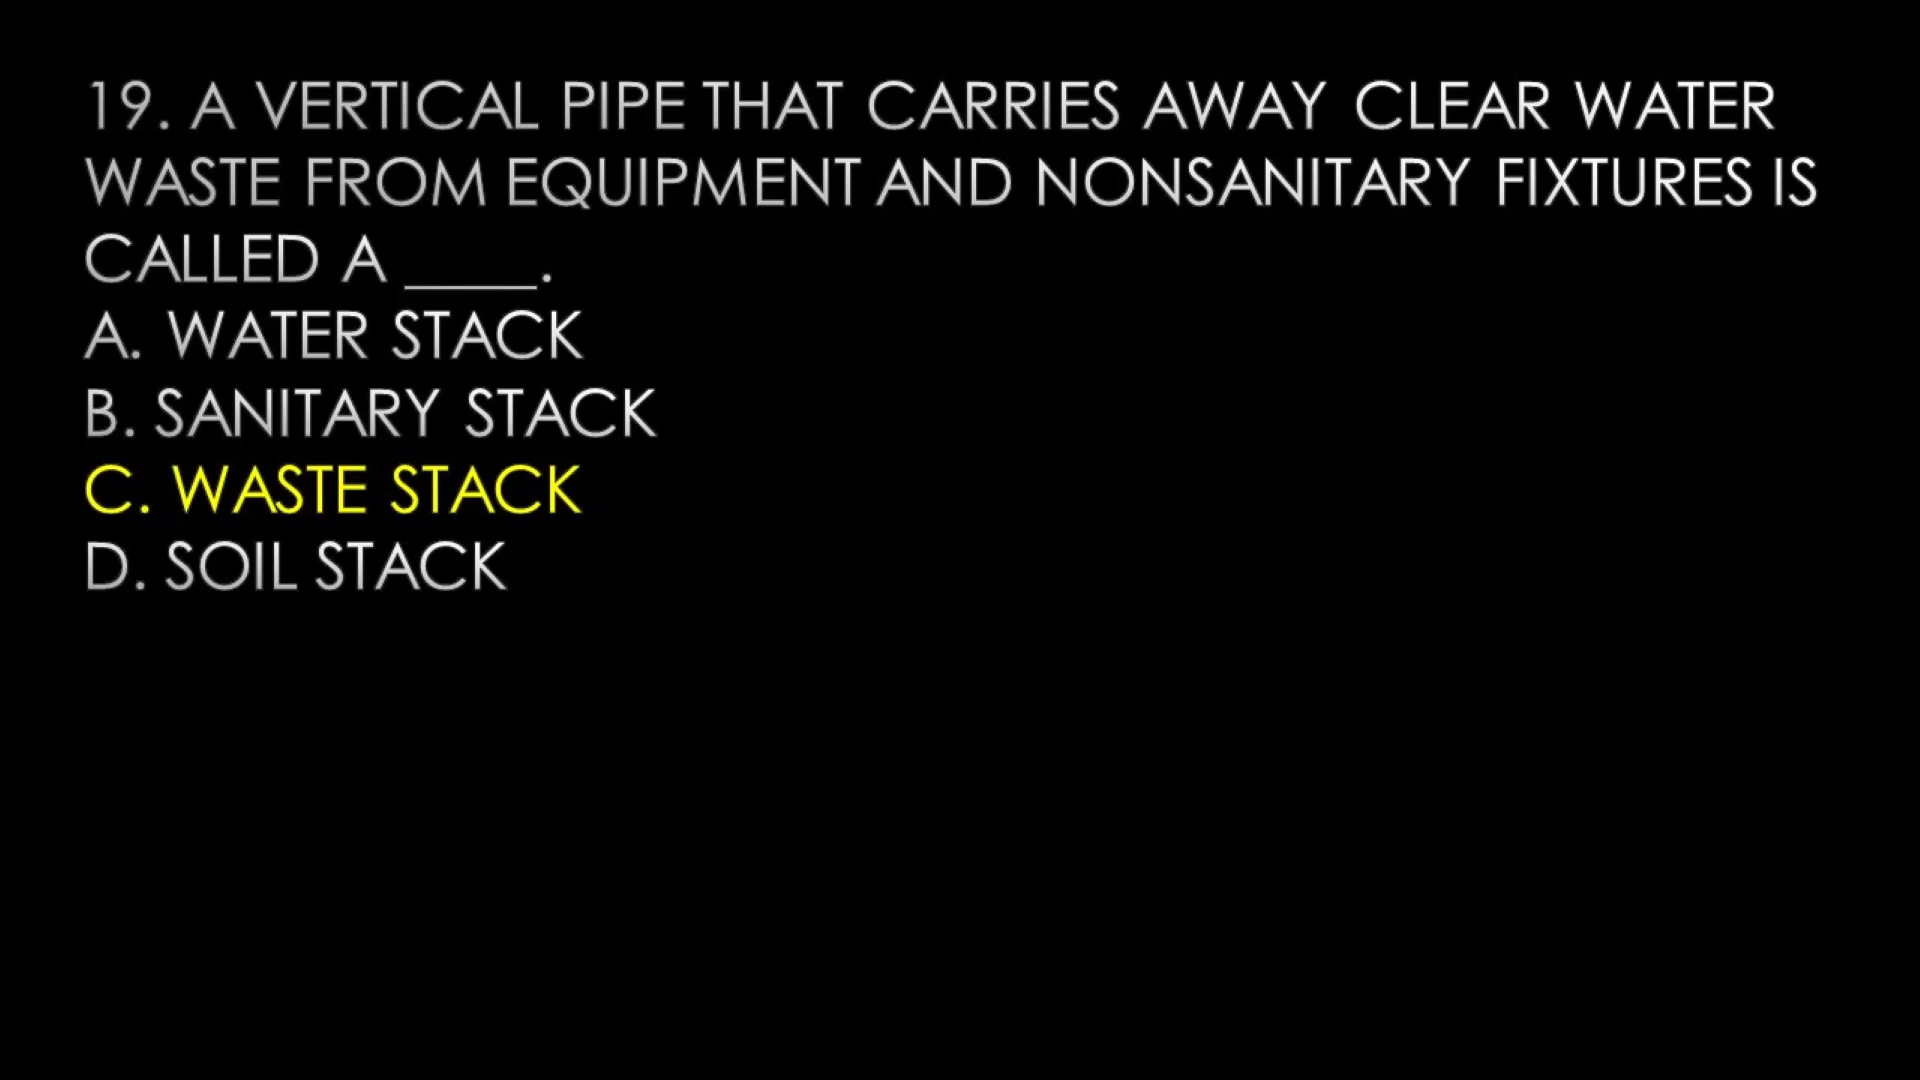 19. A VERTICAL PIPE THAT CARRIES AWAY CLEAR WATER
WASTE FROM EQUIPMENT AND NONSANITARY FIXTURES IS
CALLED A ____.
A. WATER STACK
B. SANITARY STACK
C. WASTE STACK
D. SOIL STACK